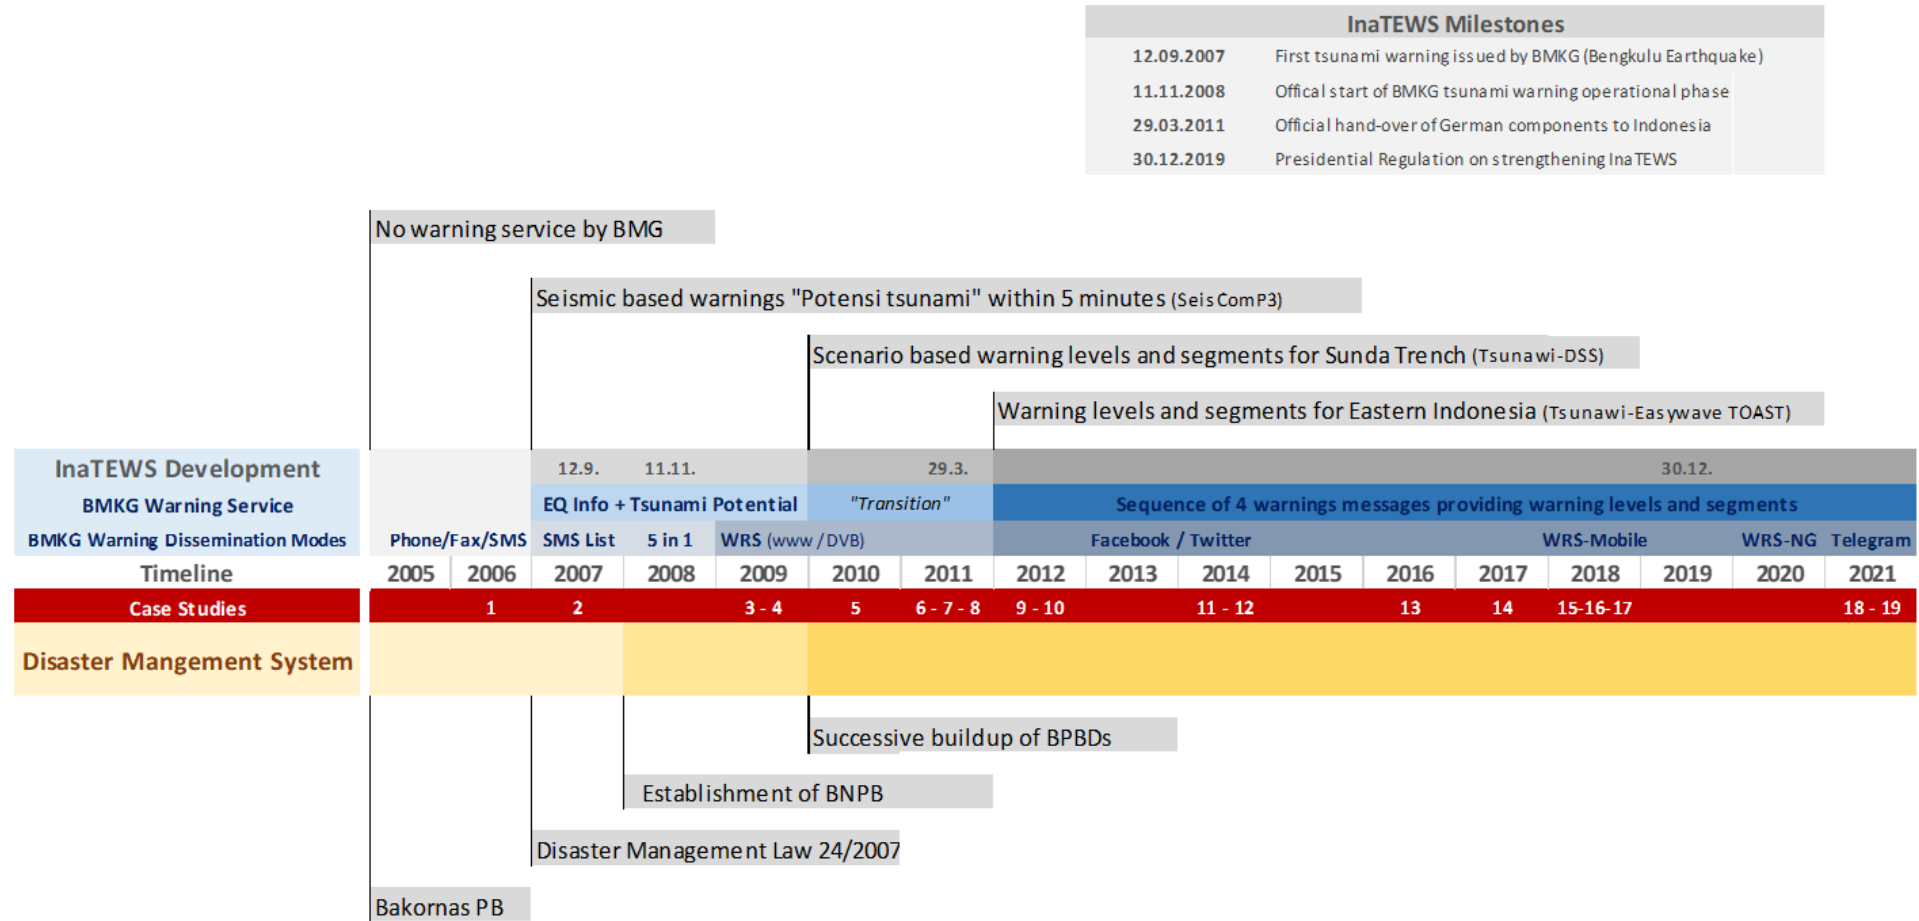 InaTEWS Milestones
12.09.2007 First tsunami warning issued by BMKG (Bengkulu Earthquake)
11.11.2008 Offical start of BMKG tsunami warning operational phase
29.03.2011 Official hand-over of German components to Indonesia
30.12.2019 Presidential Regulation on strengthening InaTEWS
No warning service by BMG
Seismic based warnings "Potensi tsunami" within 5 minutes (SeisComP3)
Scenario based warning levels and segments for Sunda Trench (Tsunawi-DSS)
Warning levels and segments for Eastern Indonesia (Tsunawi-Easywave TOAST)
InaTEWS Development 12.9. 11.11. 29.3. 30.12.
BMKG Warning Service EQ Info + Tsunami Potential "Transition" Sequence of 4 warnings messages providing warning levels and segments
BMKG Warning Dissemination Modes Phone/Fax/SMS SMS List 5 in 1 WRS (www / DVB) Facebook / Twitter WRS-Mobile WRS-NG Telegram
Timeline 2005 2006 2007 2008 2009 2010 2011 2012 2013 2014 2015 2016 2017 2018 2019 2020 2021
Case Studies 1 2 3 - 4 5 6 - 7 - 8 9 - 10 11 - 12 13 14 15-16-17 18 - 19
Disaster Mangement System
Successive buildup of BPBDs
Establishment of BNPB
Disaster Management Law 24/2007
Bakornas PB